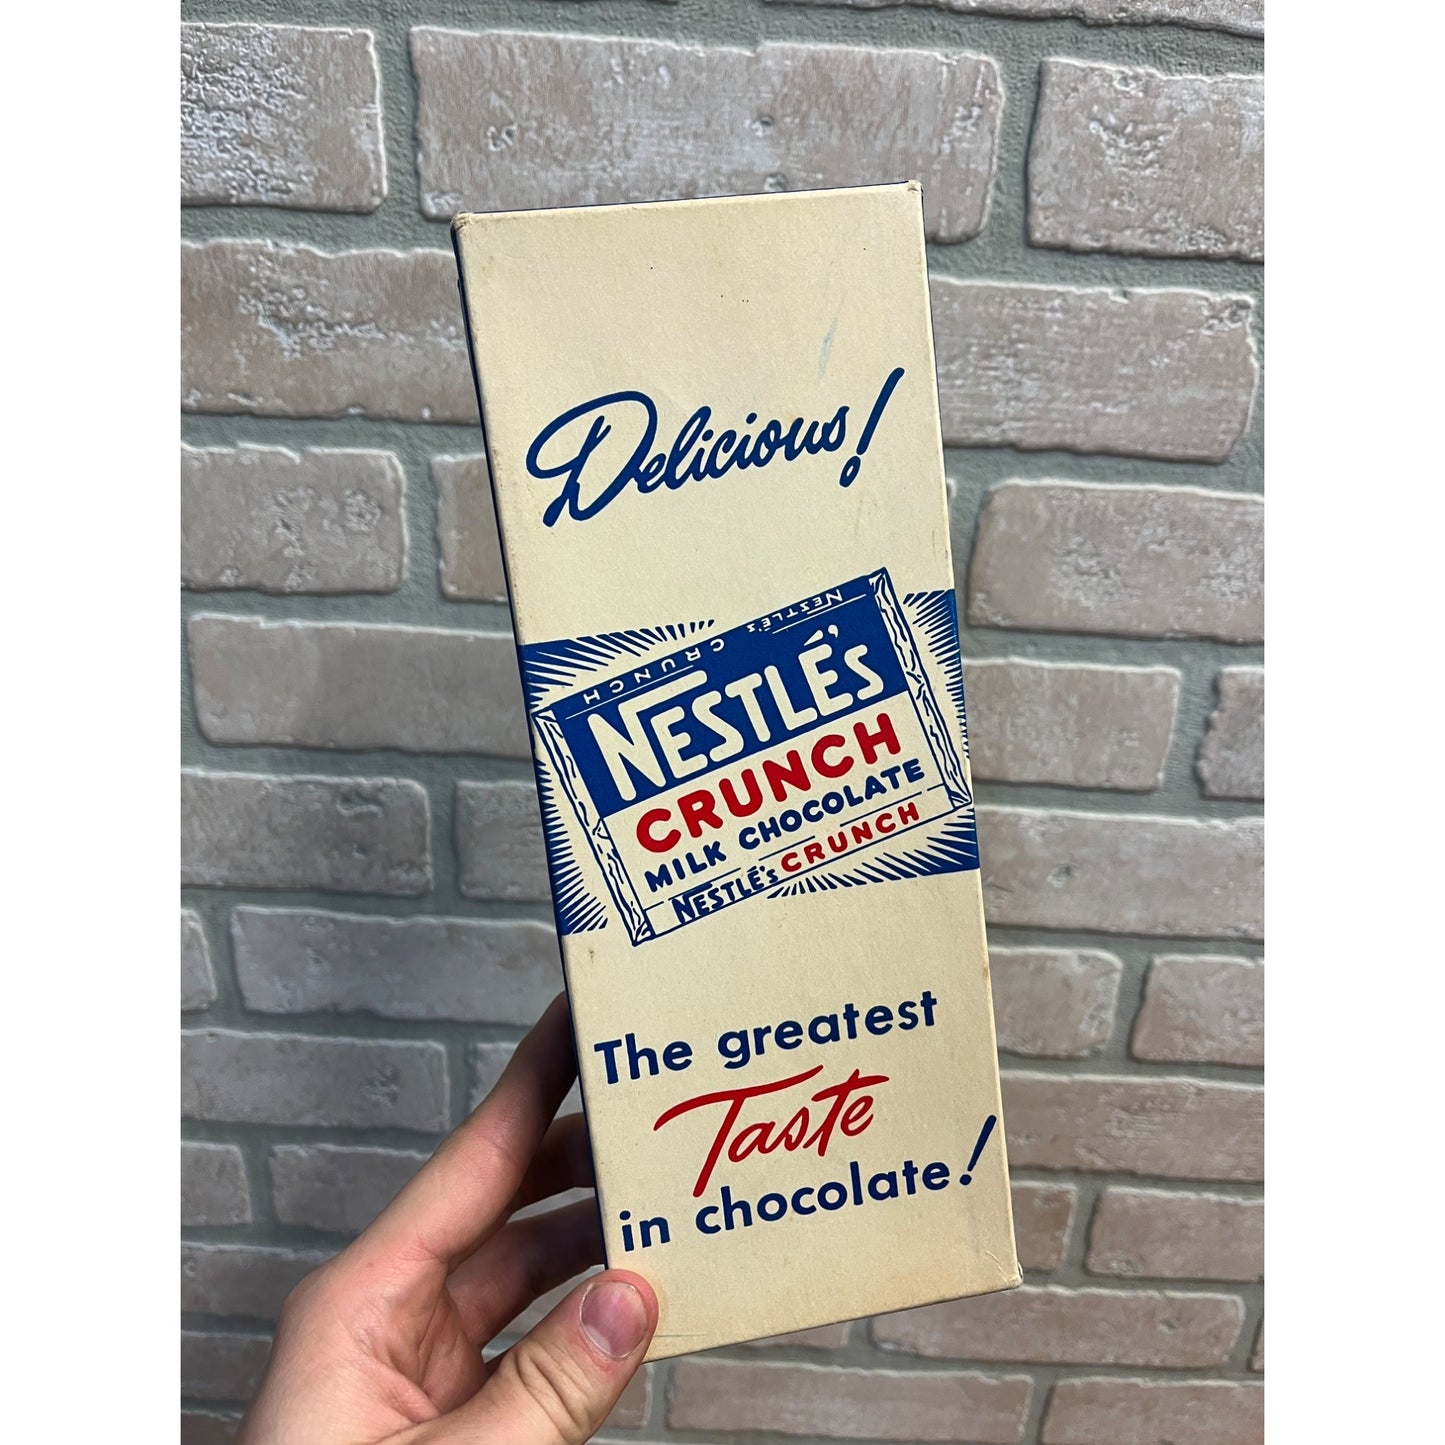 Delicious!
NESTLÉ'S
CRUNCH
NESTLÉ'S
CRUNCH
MILK CHOCOLATE
NESTLÉ'S CRUNCH
The greatest
Taste
in chocolate!